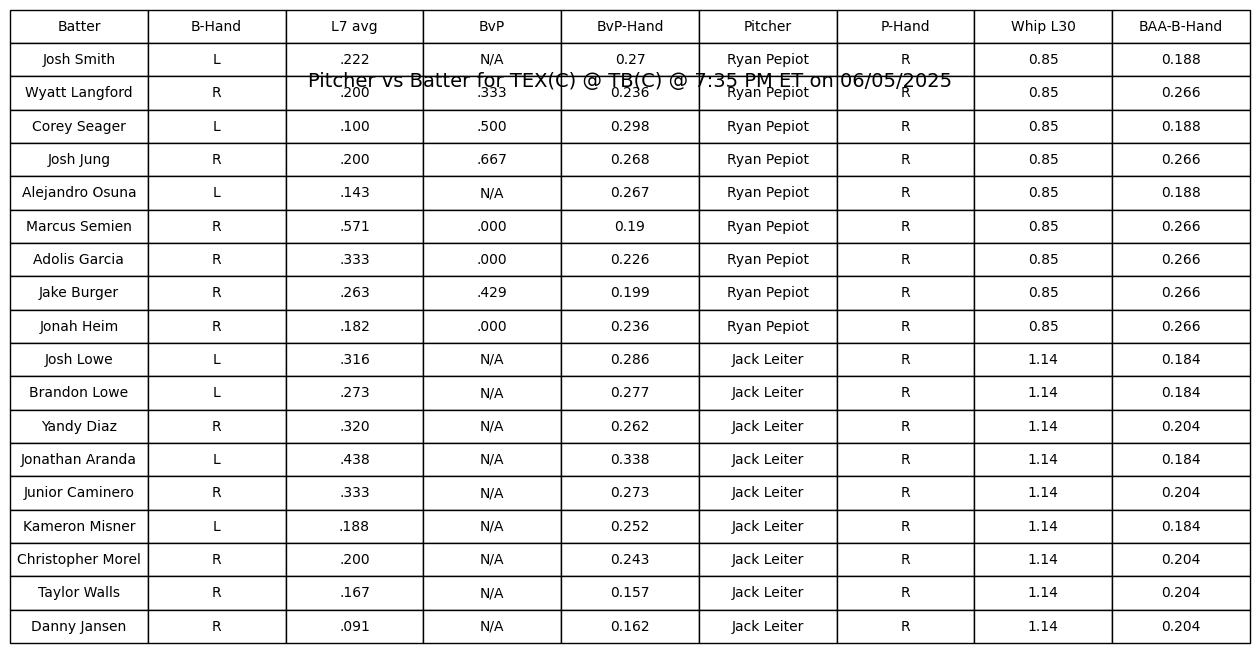 Batter B-Hand L7 avg BvP BvP-Hand Pitcher P-Hand Whip L30 BAA-B-Hand
Josh Smith L .222 N/A 0.27 Ryan Pepiot R 0.85 0.188
Pitcher vs Batter for TEX(C) @ TB(C) @ 7:35 PM ET on 06/05/2025
Wyatt Langford R .200 .333 0.236 Ryan Pepiot R 0.85 0.266
Corey Seager L .100 .500 0.298 Ryan Pepiot R 0.85 0.188
Josh Jung R .200 .667 0.268 Ryan Pepiot R 0.85 0.266
Alejandro Osuna L .143 N/A 0.267 Ryan Pepiot R 0.85 0.188
Marcus Semien R .571 .000 0.19 Ryan Pepiot R 0.85 0.266
Adolis Garcia R .333 .000 0.226 Ryan Pepiot R 0.85 0.266
Jake Burger R .263 .429 0.199 Ryan Pepiot R 0.85 0.266
Jonah Heim R .182 .000 0.236 Ryan Pepiot R 0.85 0.266
Josh Lowe L .316 N/A 0.286 Jack Leiter R 1.14 0.184
Brandon Lowe L .273 N/A 0.277 Jack Leiter R 1.14 0.184
Yandy Diaz R .320 N/A 0.262 Jack Leiter R 1.14 0.204
Jonathan Aranda L .438 N/A 0.338 Jack Leiter R 1.14 0.184
Junior Caminero R .333 N/A 0.273 Jack Leiter R 1.14 0.204
Kameron Misner L .188 N/A 0.252 Jack Leiter R 1.14 0.184
Christopher Morel R .200 N/A 0.243 Jack Leiter R 1.14 0.204
Taylor Walls R .167 N/A 0.157 Jack Leiter R 1.14 0.204
Danny Jansen R .091 N/A 0.162 Jack Leiter R 1.14 0.204